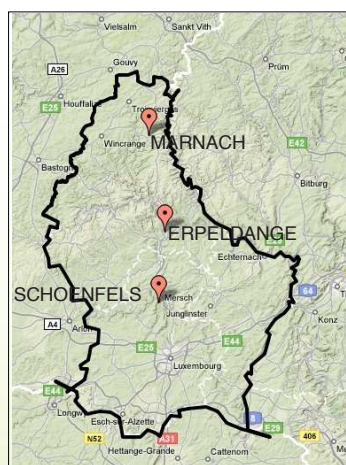 Vielsalm
Sankt Vith
A26
Gouvy
Prüm
E25
Houffalize
Troisvierges
E42
Wincrange
MARNACH
Bastogne
Bitburg
ERPELDANGE
Echternach
SCHOENFELS
Mersch
64
Junglinster
A4
Arlon
Konz
E25
E44
Luxembourg
E44
Longwy
Esch-sur-Alzette
8
E29
N52
A31
406
Hettange-Grande
Cattenom